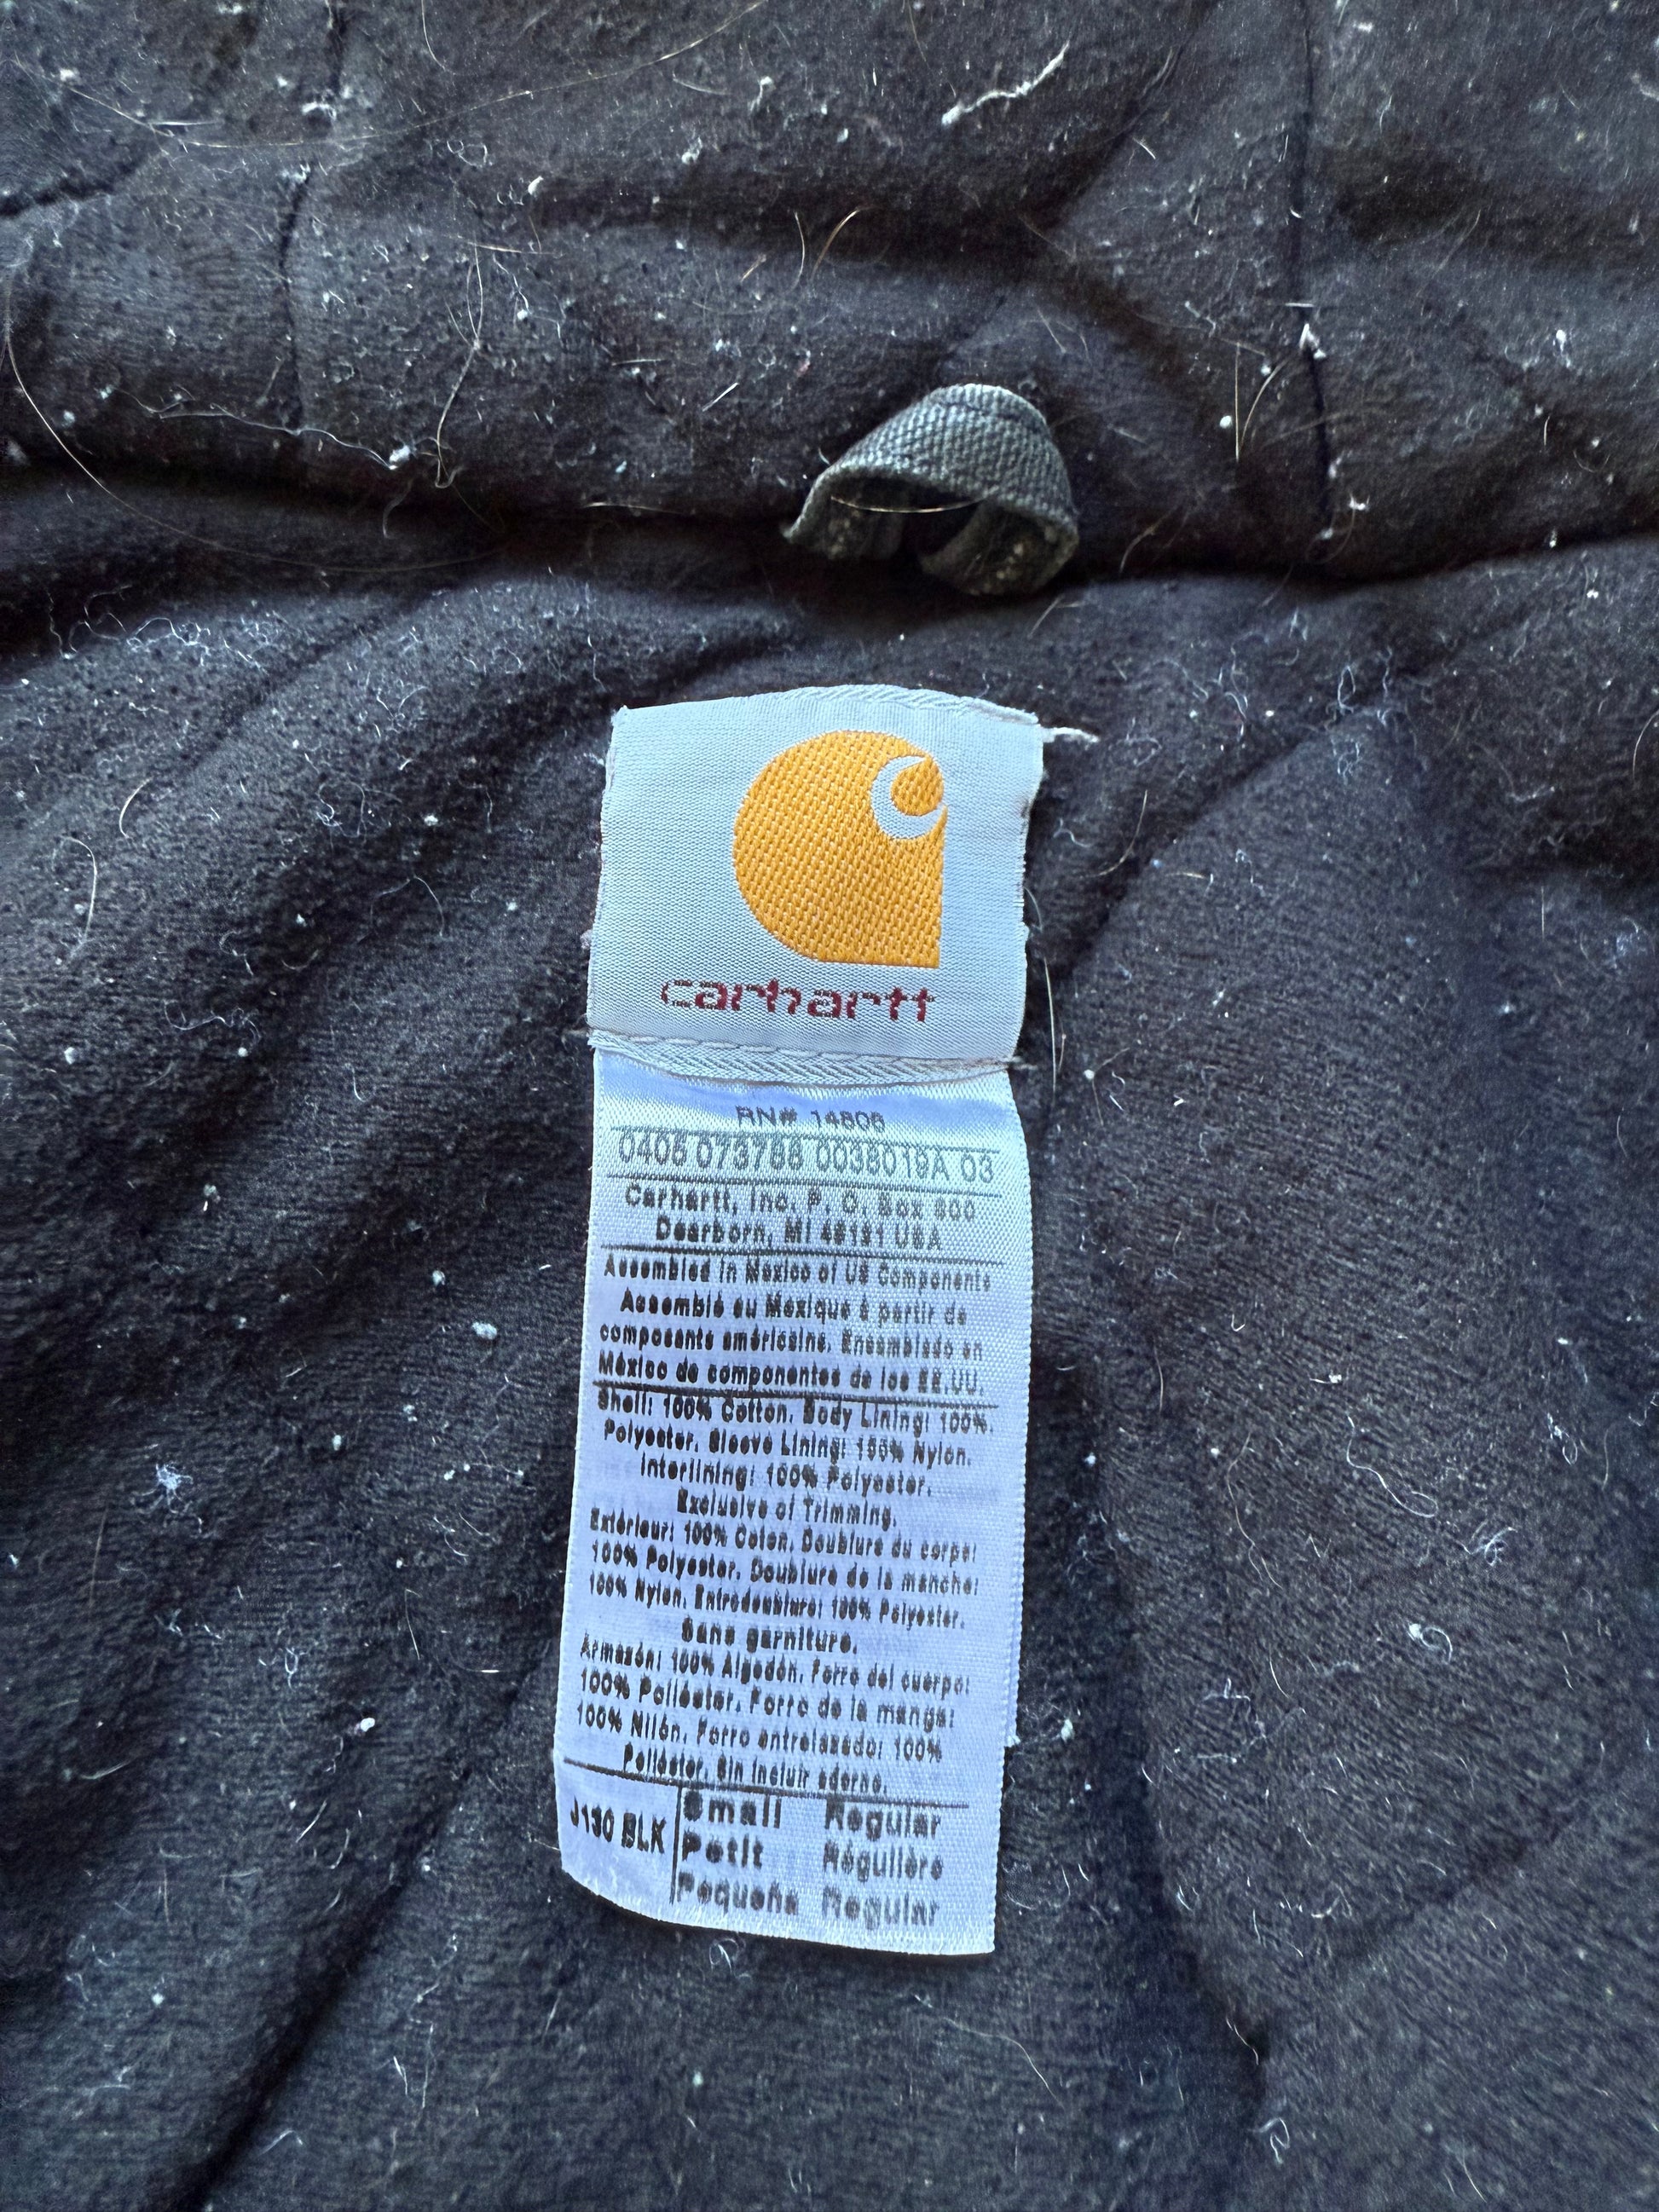 carhartt
RN# 14806
0405 073788 0038019A 03
Carhartt, Inc. P. O. Box 600
Dearborn, MI 48121 USA
Assembled in Mexico of US Components
Assemblé au Mexique à partir de
composants américains. Ensamblado en
México de componentes de los EE.UU.
Shell: 100% Cotton. Body Lining: 100%
Polyester. Sleeve Lining: 100% Nylon.
Interlining: 100% Polyester.
Exclusive of Trimming.
Extérieur: 100% Coton. Doublure du corps:
100% Polyester. Doublure de la manche:
100% Nylon. Entredoublure: 100% Polyester.
Sans garniture.
Armazón: 100% Algodón. Forro del cuerpo:
100% Poliéster. Forro de la manga:
100% Nilón. Forro entrelazado: 100%
Poliéster. Sin incluir adorno.
J130 BLK
Small Regular
Petit Régulière
Pequeña Regular